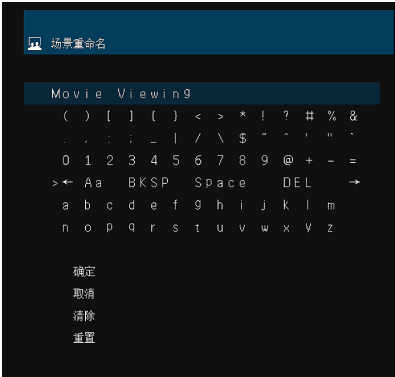 场景重命名
Movie Viewing
( ) [ ] { } < > * ! ? # % &
. , : ; _ | / \ $ ~ ^ ' " `
0 1 2 3 4 5 6 7 8 9 @ + - =
>← Aa BKSP Space DEL →
a b c d e f g h i j k l m
n o p q r s t u v w x y z
确定
取消
清除
重置